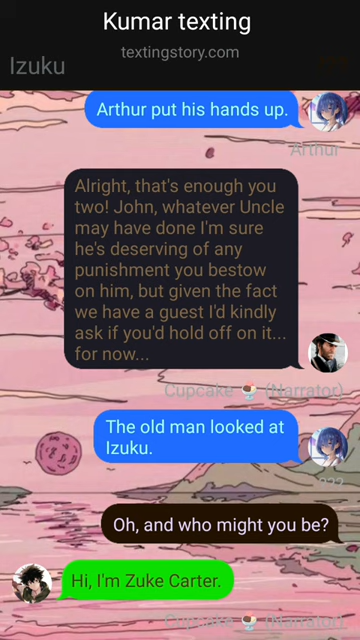 Kumar texting
textingstory.com
Izuku
Arthur put his hands up.
Arthur
Alright, that's enough you
two! John, whatever Uncle
may have done I'm sure
he's deserving of any
punishment you bestow
on him, but given the fact
we have a guest I'd kindly
ask if you'd hold off on it...
for now...
Cupcake 🍨 (Narrator)
The old man looked at
Izuku.
???
Oh, and who might you be?
Hi, I'm Zuke Carter.
Cupcake 🍨 (Narrator)